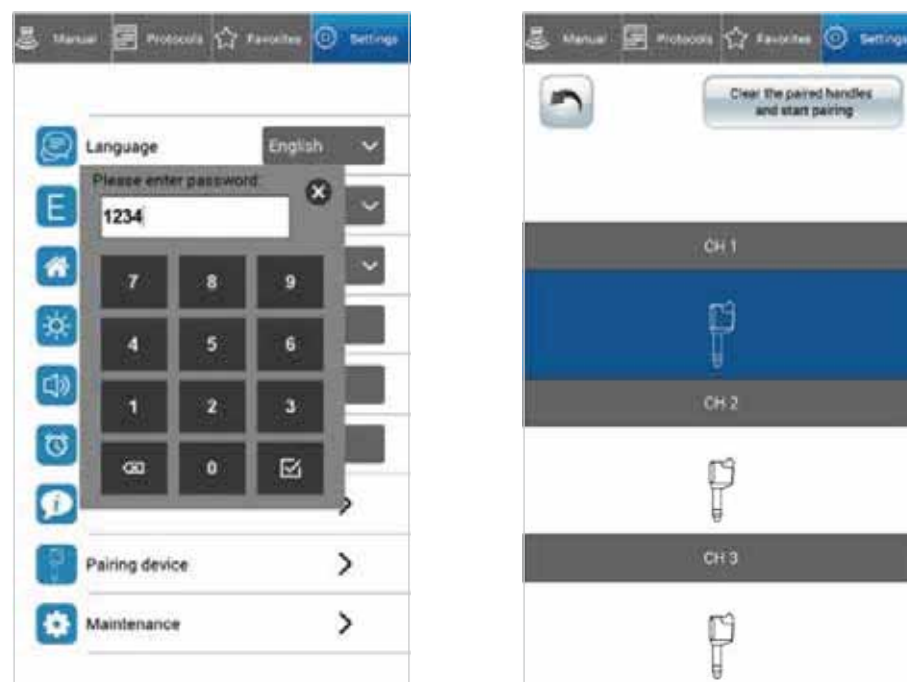 Manual Protocols Favorites Settings
Language English
Please enter password:
E
1234
7 8 9
4 5 6
1 2 3
0
i
Pairing device
Maintenance
Manual Protocols Favorites Settings
Clear the paired handles
and start pairing
CH 1
CH 2
CH 3